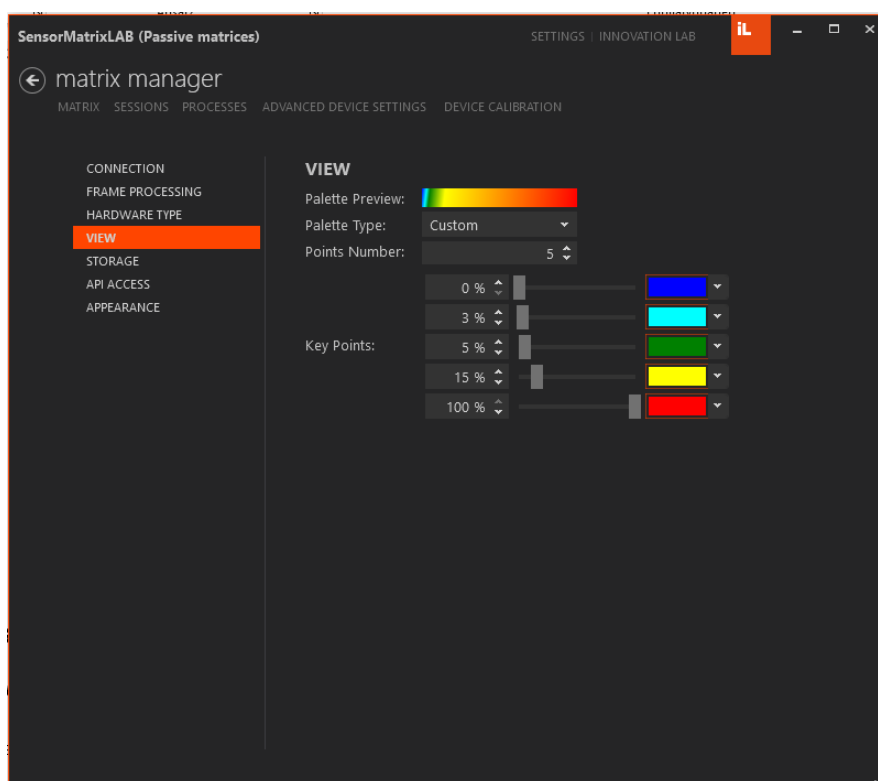 SensorMatrixLAB (Passive matrices)
SETTINGS | INNOVATION LAB
iL
matrix manager
MATRIX SESSIONS PROCESSES ADVANCED DEVICE SETTINGS DEVICE CALIBRATION
CONNECTION
FRAME PROCESSING
HARDWARE TYPE
VIEW
STORAGE
API ACCESS
APPEARANCE
VIEW
Palette Preview:
Palette Type: Custom
Points Number: 5
0 %
3 %
Key Points: 5 %
15 %
100 %